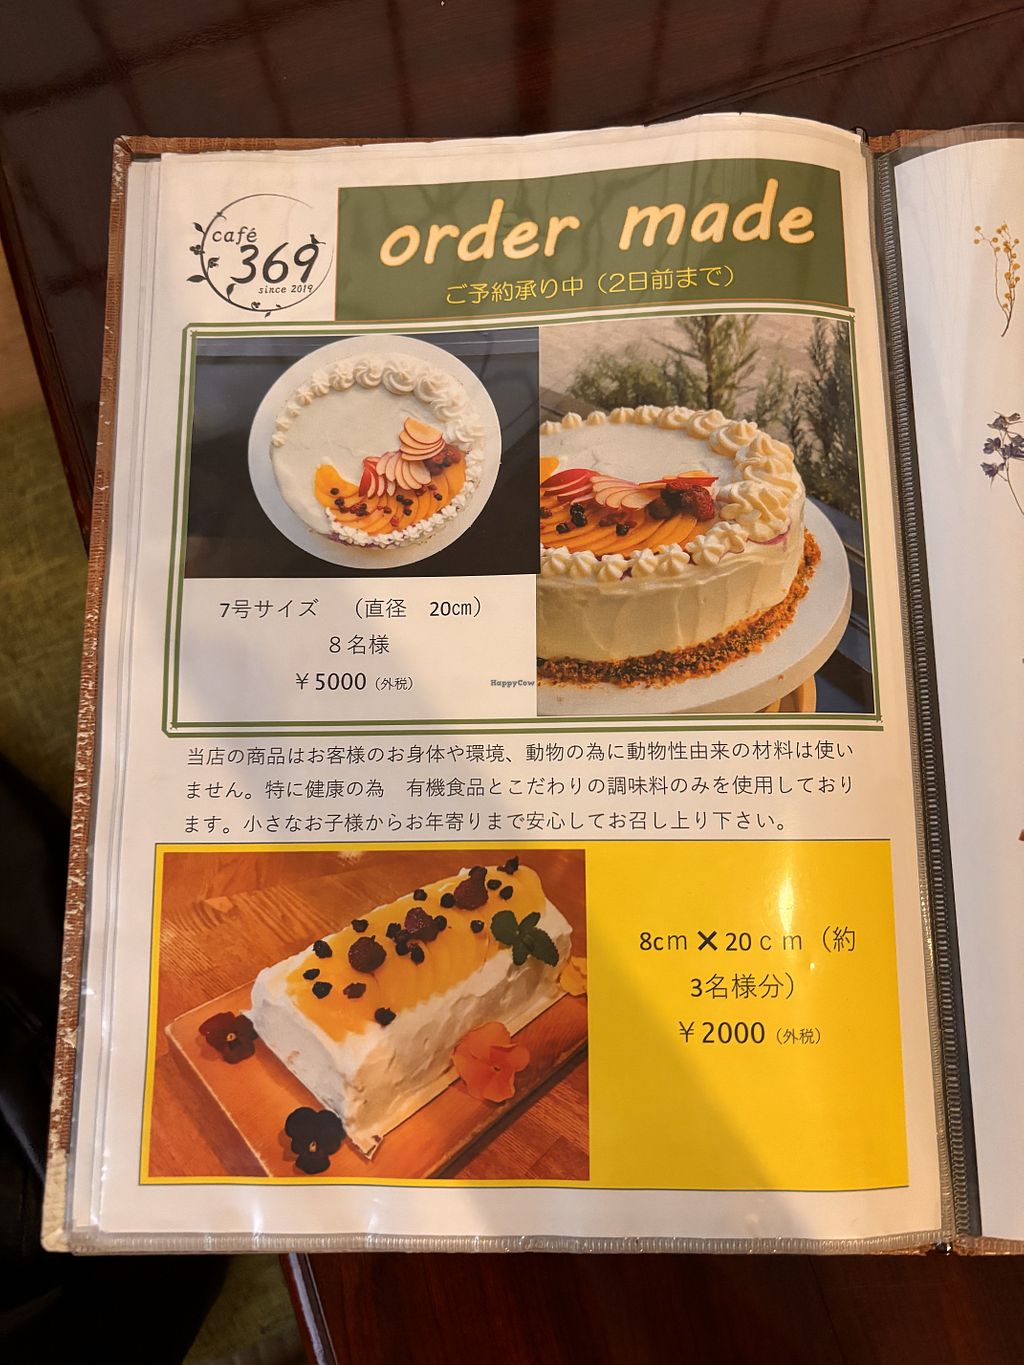 café
369
since 2019
order made
ご予約承り中（2日前まで）
7号サイズ　（直径　20㎝）
８名様
￥5000（外税）
HappyCow
当店の商品はお客様のお身体や環境、動物の為に動物性由来の材料は使い
ません。特に健康の為　有機食品とこだわりの調味料のみを使用しており
ます。小さなお子様からお年寄りまで安心してお召し上り下さい。
8cｍ✕20ｃｍ（約
3名様分）
￥2000（外税）